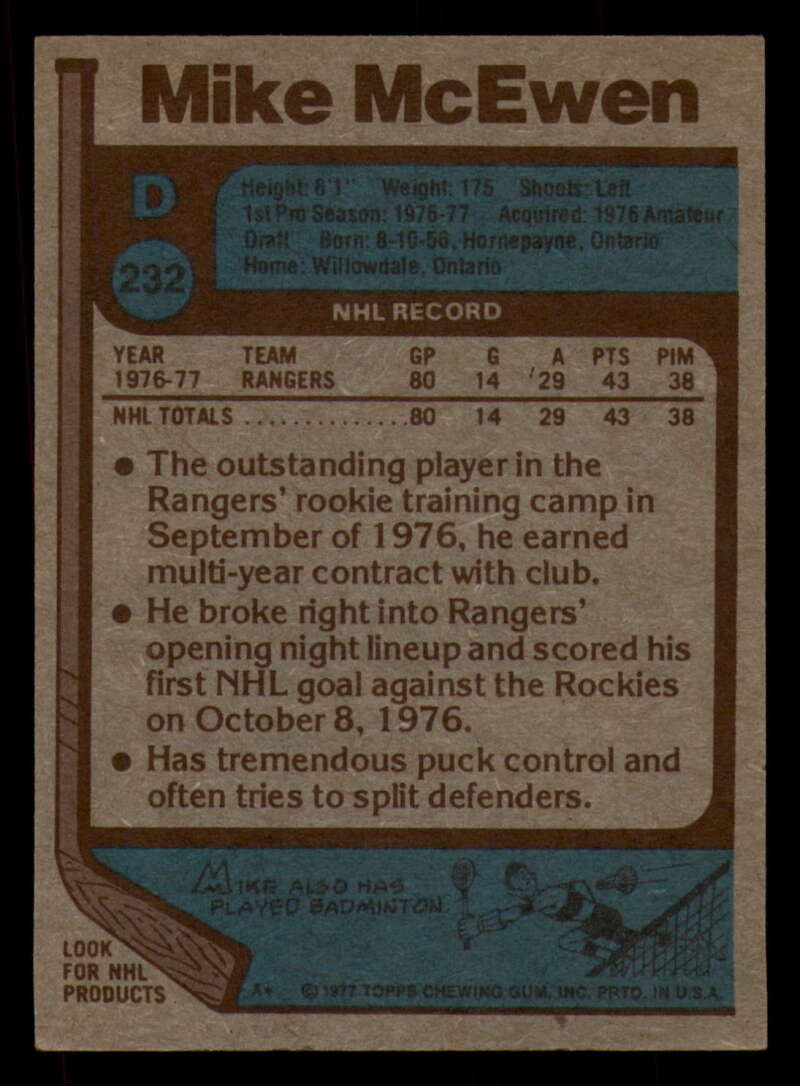 Mike McEwen
D
232
Height: 6'1" Weight: 175 Shoots: Left
1st Pro Season: 1976-77 Acquired: 1976 Amateur
Draft Born: 8-10-56, Hornepayne, Ontario
Home: Willowdale, Ontario
NHL RECORD
YEAR TEAM GP G A PTS PIM
1976-77 RANGERS 80 14 29 43 38
NHL TOTALS ..............80 14 29 43 38
● The outstanding player in the
Rangers' rookie training camp in
September of 1976, he earned
multi-year contract with club.
● He broke right into Rangers'
opening night lineup and scored his
first NHL goal against the Rockies
on October 8, 1976.
● Has tremendous puck control and
often tries to split defenders.
MIKE ALSO HAS
PLAYED BADMINTON.
LOOK
FOR NHL
PRODUCTS
A* © 1977 TOPPS CHEWING GUM, INC. PRTD. IN U.S.A.